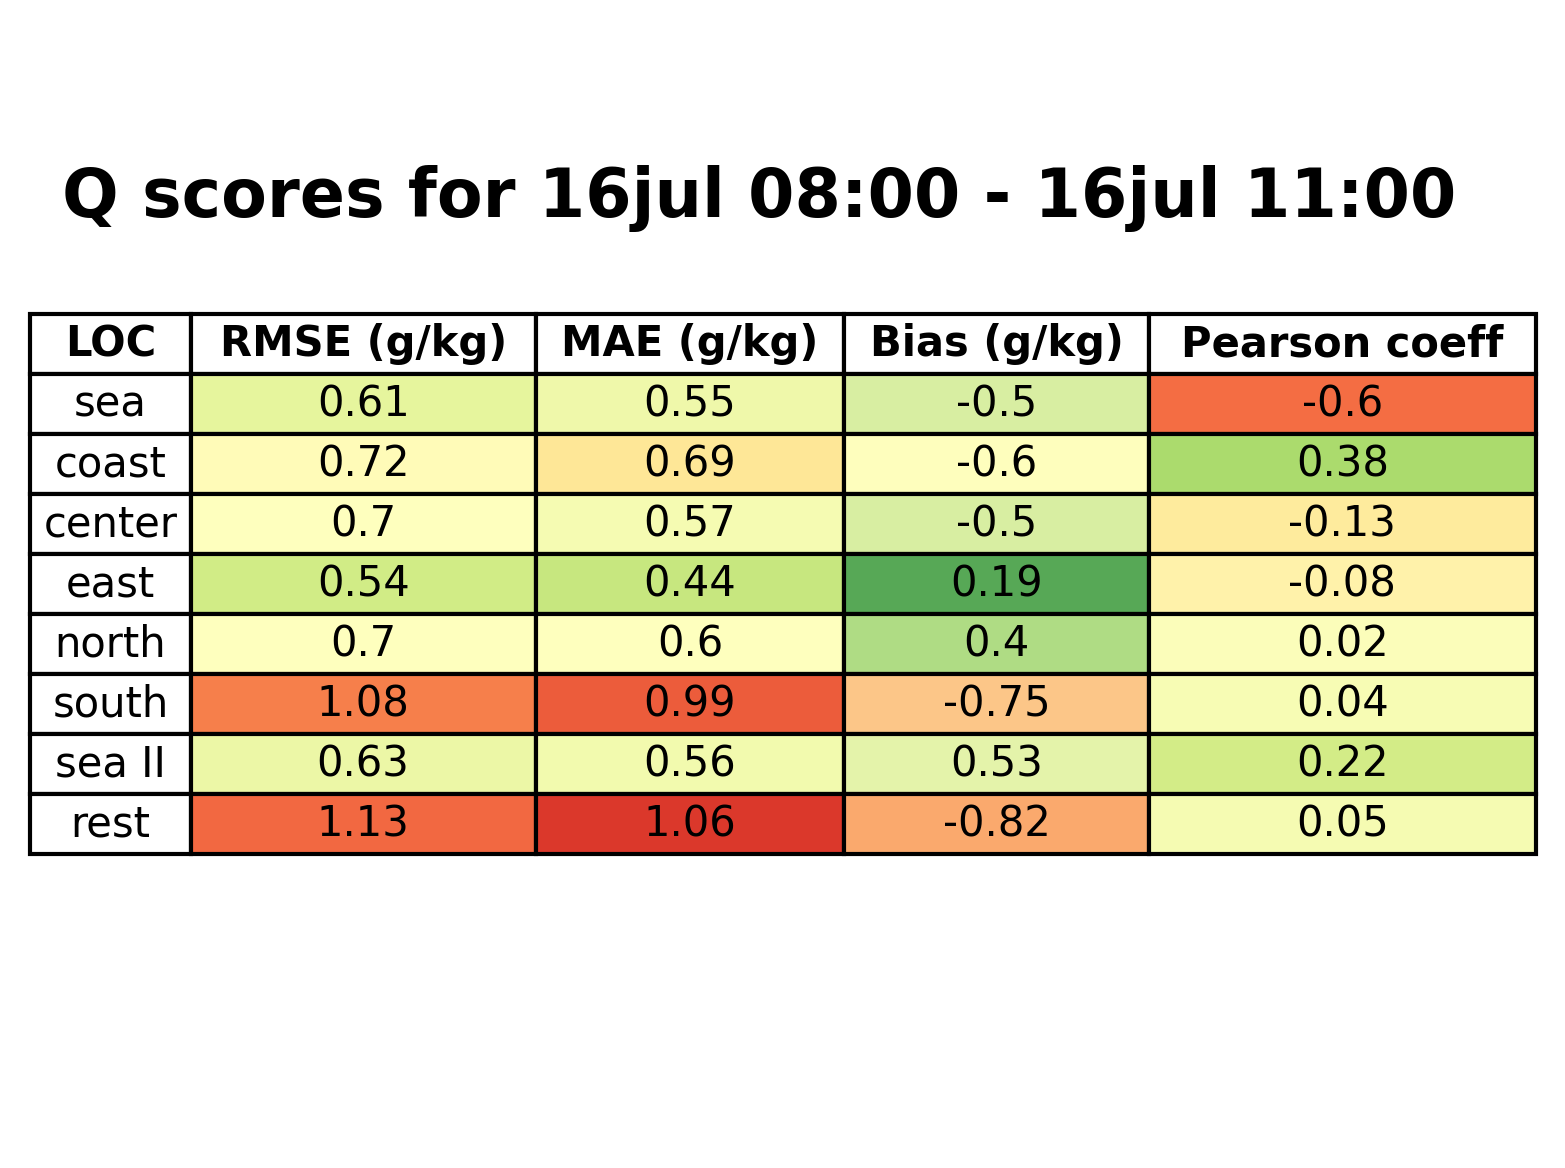 Q scores for 16jul 08:00 - 16jul 11:00
LOC RMSE (g/kg) MAE (g/kg) Bias (g/kg) Pearson coeff
sea 0.61 0.55 -0.5 -0.6
coast 0.72 0.69 -0.6 0.38
center 0.7 0.57 -0.5 -0.13
east 0.54 0.44 0.19 -0.08
north 0.7 0.6 0.4 0.02
south 1.08 0.99 -0.75 0.04
sea II 0.63 0.56 0.53 0.22
rest 1.13 1.06 -0.82 0.05